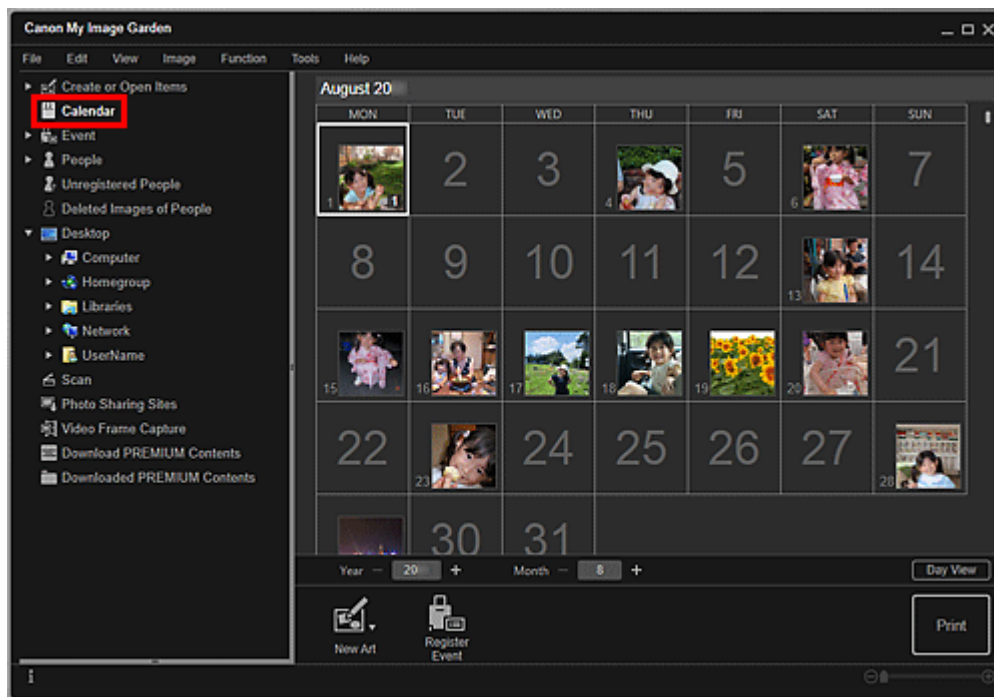 Canon My Image Garden
File Edit View Image Function Tools Help
Create or Open Items
Calendar
Event
People
Unregistered People
Deleted Images of People
Desktop
Computer
Homegroup
Libraries
Network
UserName
Scan
Photo Sharing Sites
Video Frame Capture
Download PREMIUM Contents
Downloaded PREMIUM Contents
August 20
MON TUE WED THU FRI SAT SUN
1 1 2 3 4 5 6 7
8 9 10 11 12 13 14
15 16 17 18 19 20 21
22 23 24 25 26 27 28
30 31
Year − 20 + Month − 8 + Day View
New Art
Register
Event
Print